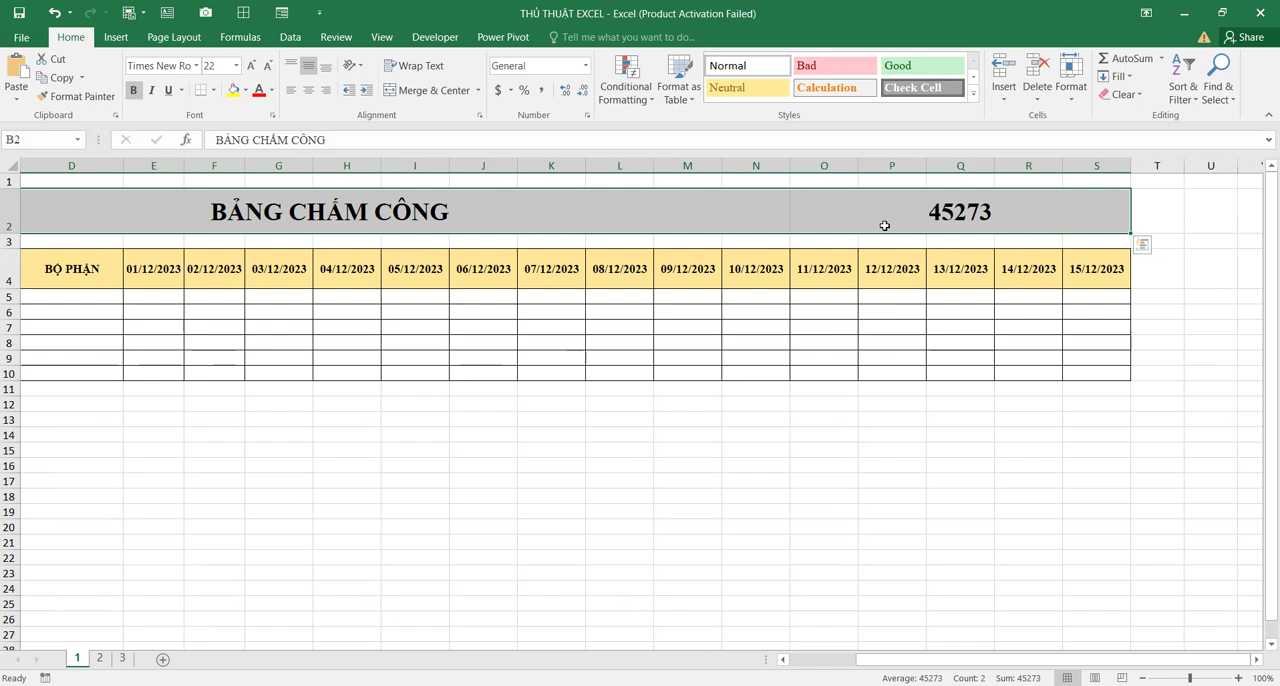 THỦ THUẬT EXCEL - Excel (Product Activation Failed)
File Home Insert Page Layout Formulas Data Review View Developer Power Pivot Tell me what you want to do... Share
Paste Cut Copy Format Painter Clipboard
Times New Ro 22 B I U A Font
Wrap Text Merge & Center Alignment
General $ % , Number
Conditional Formatting Format as Table
Normal Bad Good
Neutral Calculation Check Cell
Styles
Insert Delete Format Cells
AutoSum Fill Clear Sort & Filter Find & Select Editing
B2 fx BẢNG CHẤM CÔNG
D E F G H I J K L M N O P Q R S T U
1
2 BẢNG CHẤM CÔNG 45273
3
4 BỘ PHẬN 01/12/2023 02/12/2023 03/12/2023 04/12/2023 05/12/2023 06/12/2023 07/12/2023 08/12/2023 09/12/2023 10/12/2023 11/12/2023 12/12/2023 13/12/2023 14/12/2023 15/12/2023
5
6
7
8
9
10
11
12
13
14
15
16
17
18
19
20
21
22
23
24
25
26
27
28
1 2 3
Ready Average: 45273 Count: 2 Sum: 45273 100%